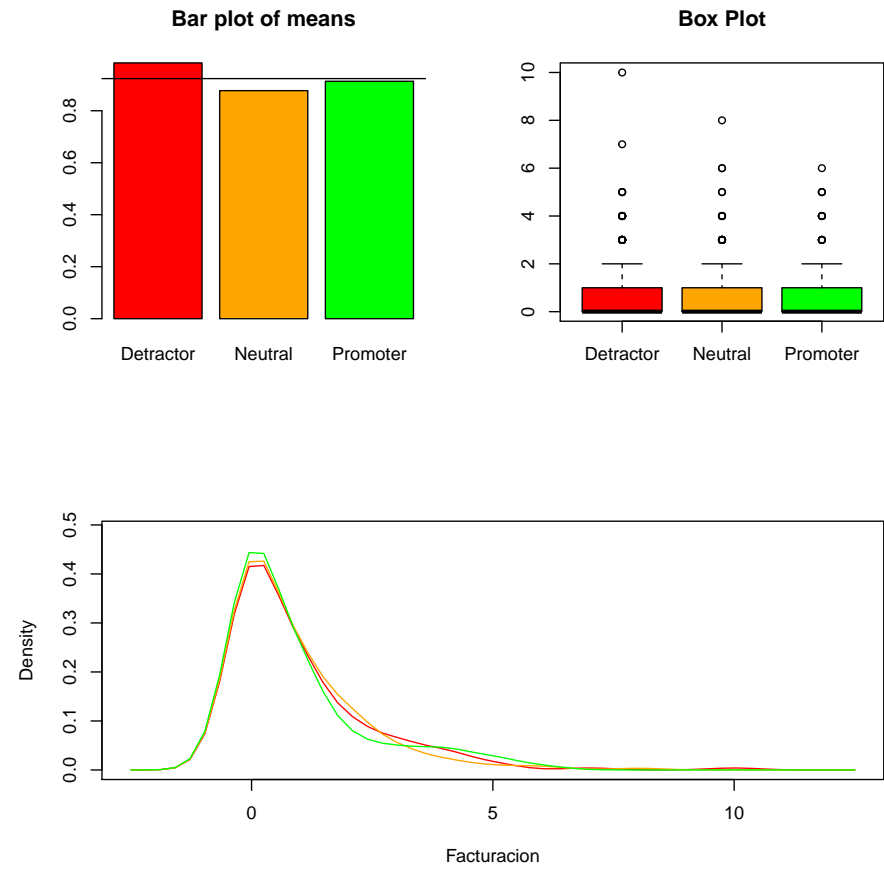 Bar plot of means
0.0 0.2 0.4 0.6 0.8
Detractor Neutral Promoter
Box Plot
0 2 4 6 8 10
Detractor Neutral Promoter
0.0 0.1 0.2 0.3 0.4 0.5
Density
0 5 10
Facturacion